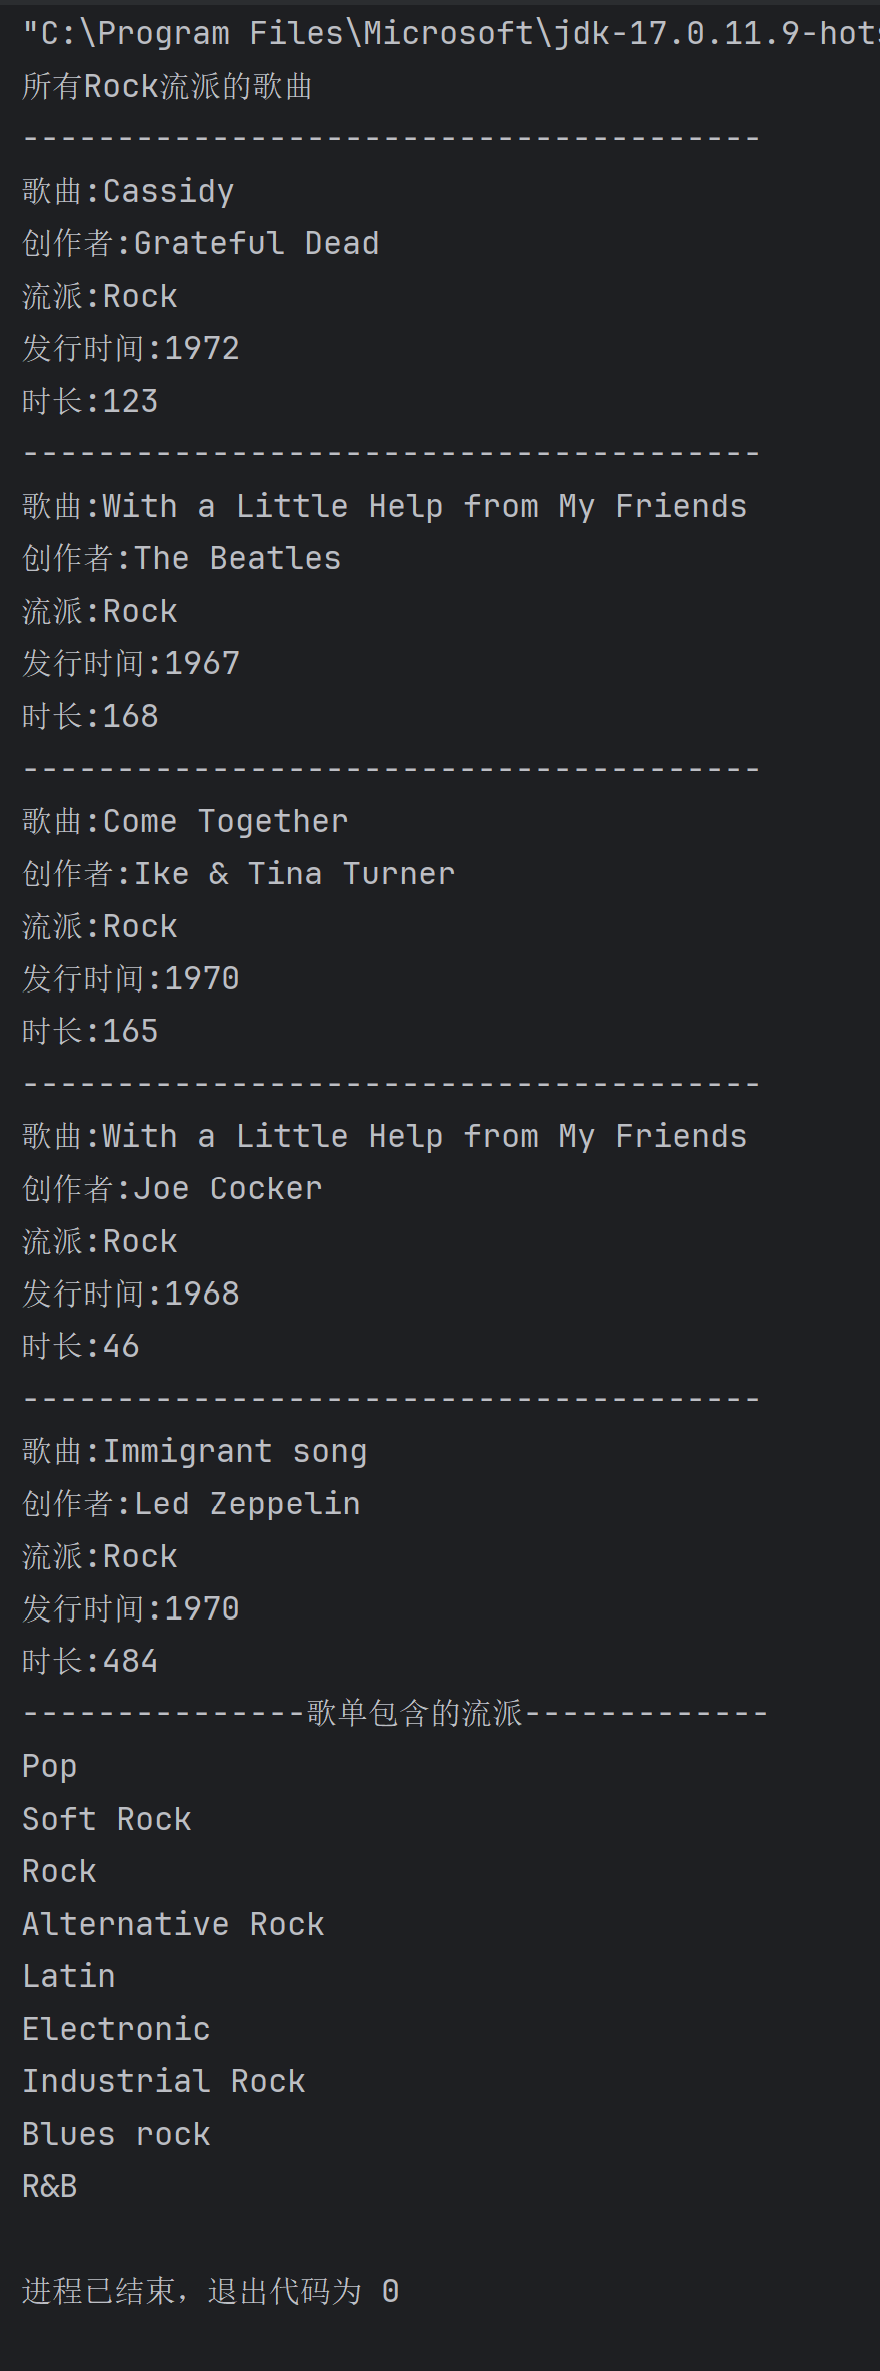 "C:\Program Files\Microsoft\jdk-17.0.11.9-hot
所有Rock流派的歌曲
---------------------------------------
歌曲:Cassidy
创作者:Grateful Dead
流派:Rock
发行时间:1972
时长:123
---------------------------------------
歌曲:With a Little Help from My Friends
创作者:The Beatles
流派:Rock
发行时间:1967
时长:168
---------------------------------------
歌曲:Come Together
创作者:Ike & Tina Turner
流派:Rock
发行时间:1970
时长:165
---------------------------------------
歌曲:With a Little Help from My Friends
创作者:Joe Cocker
流派:Rock
发行时间:1968
时长:46
---------------------------------------
歌曲:Immigrant song
创作者:Led Zeppelin
流派:Rock
发行时间:1970
时长:484
---------------歌单包含的流派-------------
Pop
Soft Rock
Rock
Alternative Rock
Latin
Electronic
Industrial Rock
Blues rock
R&B
进程已结束，退出代码为 0